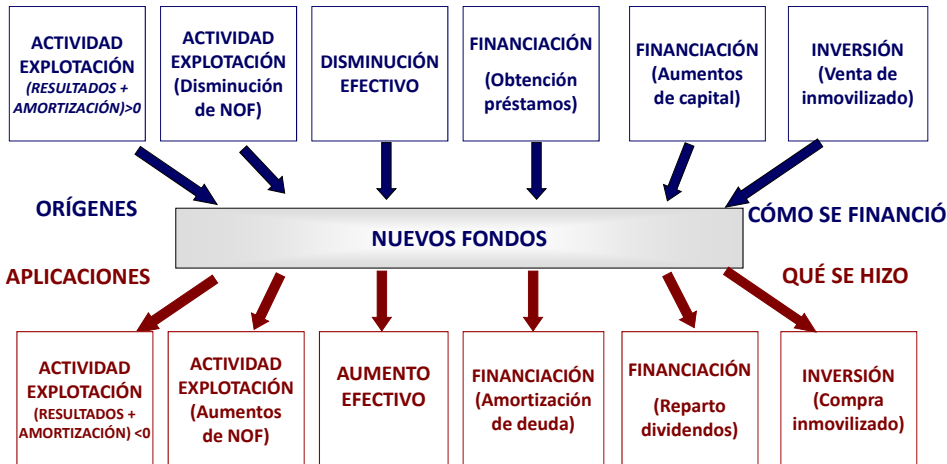 ACTIVIDAD
EXPLOTACIÓN
(RESULTADOS +
AMORTIZACIÓN)>0
ACTIVIDAD
EXPLOTACIÓN
(Disminución
de NOF)
DISMINUCIÓN
EFECTIVO
FINANCIACIÓN
(Obtención
préstamos)
FINANCIACIÓN
(Aumentos
de capital)
INVERSIÓN
(Venta de
inmovilizado)
ORÍGENES
CÓMO SE FINANCIÓ
NUEVOS FONDOS
APLICACIONES
QUÉ SE HIZO
ACTIVIDAD
EXPLOTACIÓN
(RESULTADOS +
AMORTIZACIÓN) <0
ACTIVIDAD
EXPLOTACIÓN
(Aumentos
de NOF)
AUMENTO
EFECTIVO
FINANCIACIÓN
(Amortización
de deuda)
FINANCIACIÓN
(Reparto
dividendos)
INVERSIÓN
(Compra
inmovilizado)